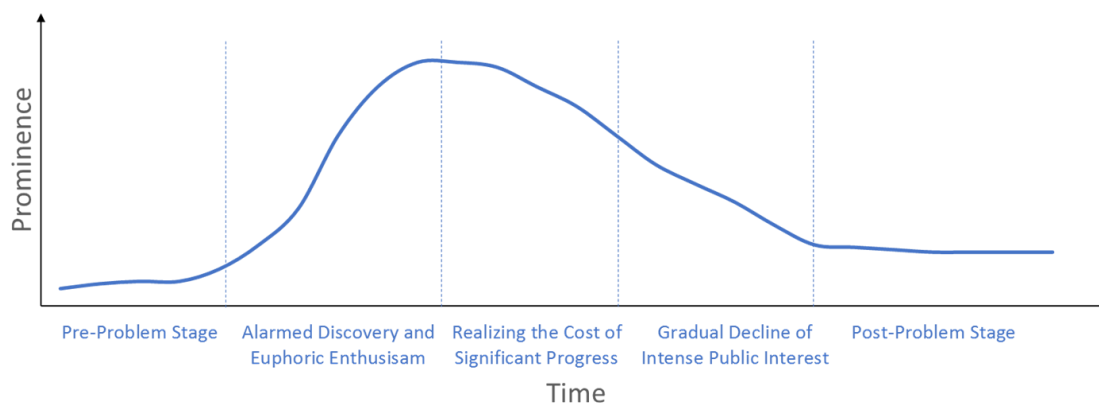 Prominence
Pre-Problem Stage
Alarmed Discovery and
Euphoric Enthusisam
Realizing the Cost of
Significant Progress
Gradual Decline of
Intense Public Interest
Post-Problem Stage
Time